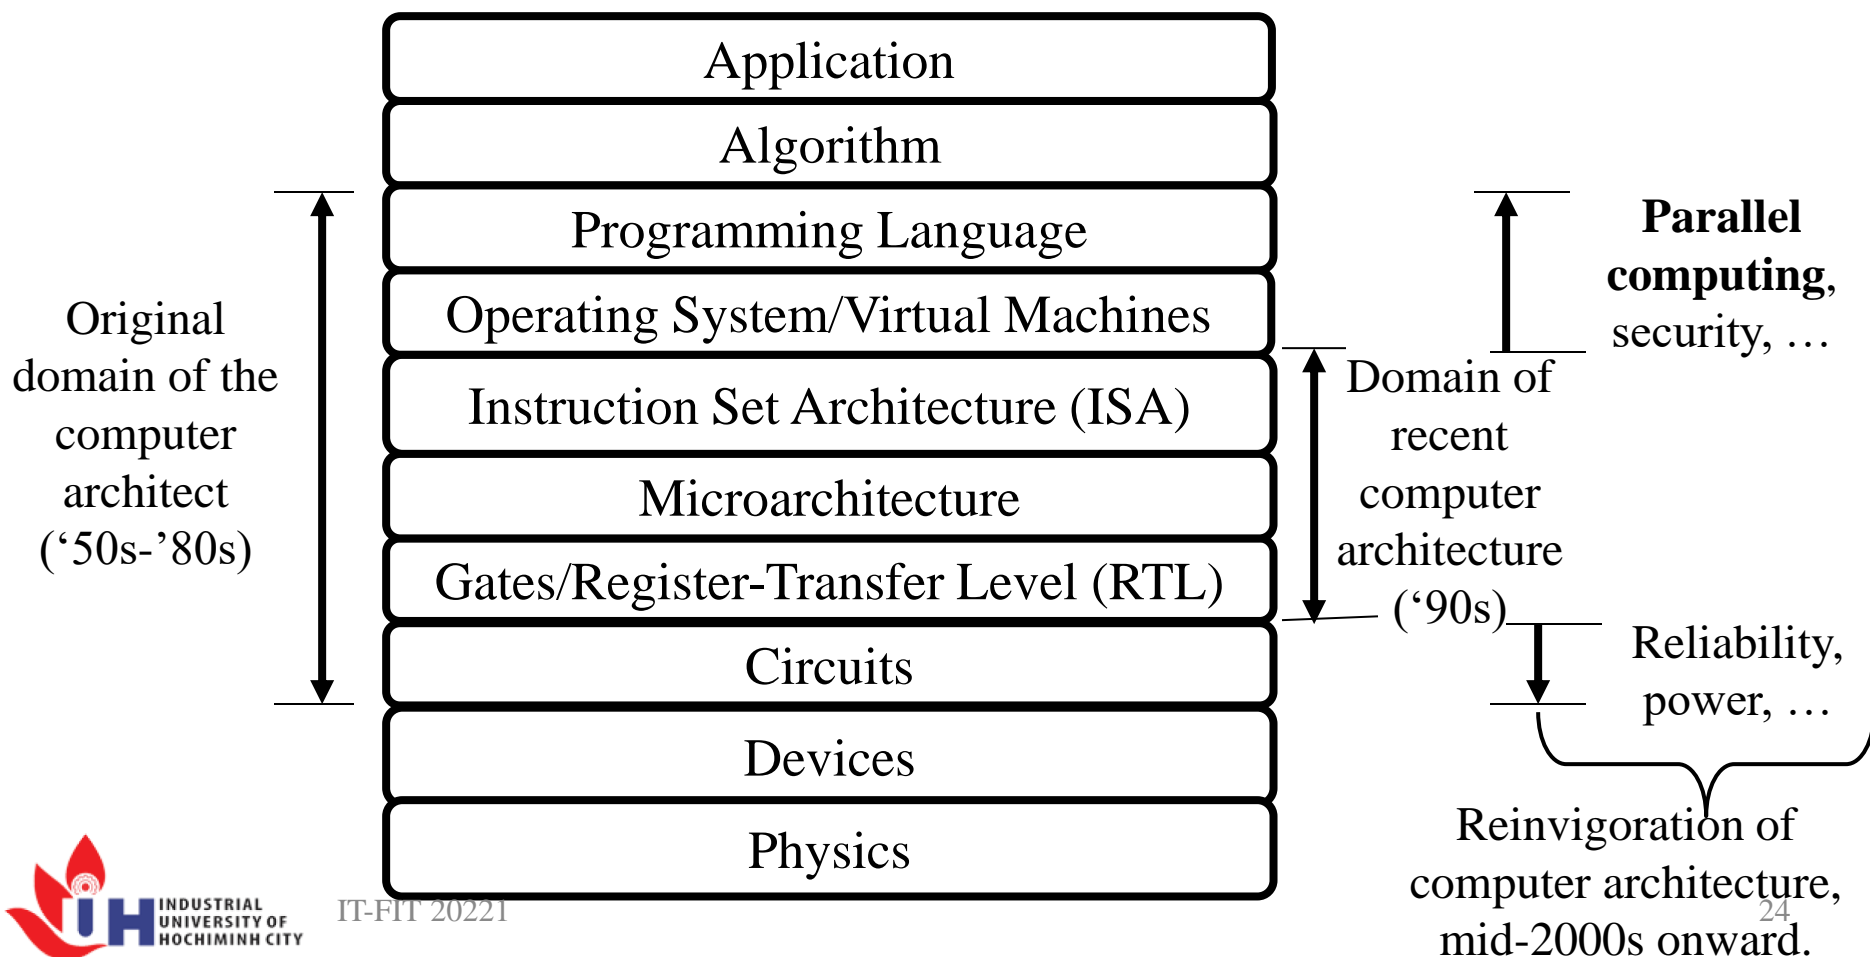 Application
Algorithm
Programming Language
Operating System/Virtual Machines
Instruction Set Architecture (ISA)
Microarchitecture
Gates/Register-Transfer Level (RTL)
Circuits
Devices
Physics
Original
domain of the
computer
architect
(‘50s-’80s)
Parallel
computing,
security, …
Domain of
recent
computer
architecture
(‘90s)
Reliability,
power, …
Reinvigoration of
computer architecture,
mid-2000s onward.
IUH
INDUSTRIAL
UNIVERSITY OF
HOCHIMINH CITY
IT-FIT 20221
24